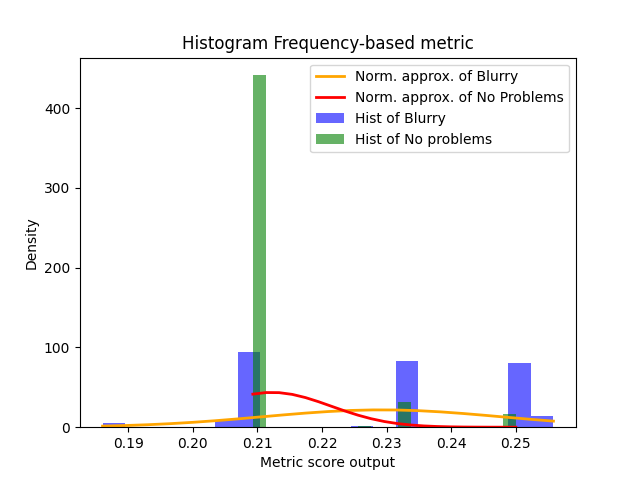 Histogram Frequency-based metric
Norm. approx. of Blurry
Norm. approx. of No Problems
Hist of Blurry
Hist of No problems
Density
400
300
200
100
0
0.19 0.20 0.21 0.22 0.23 0.24 0.25
Metric score output